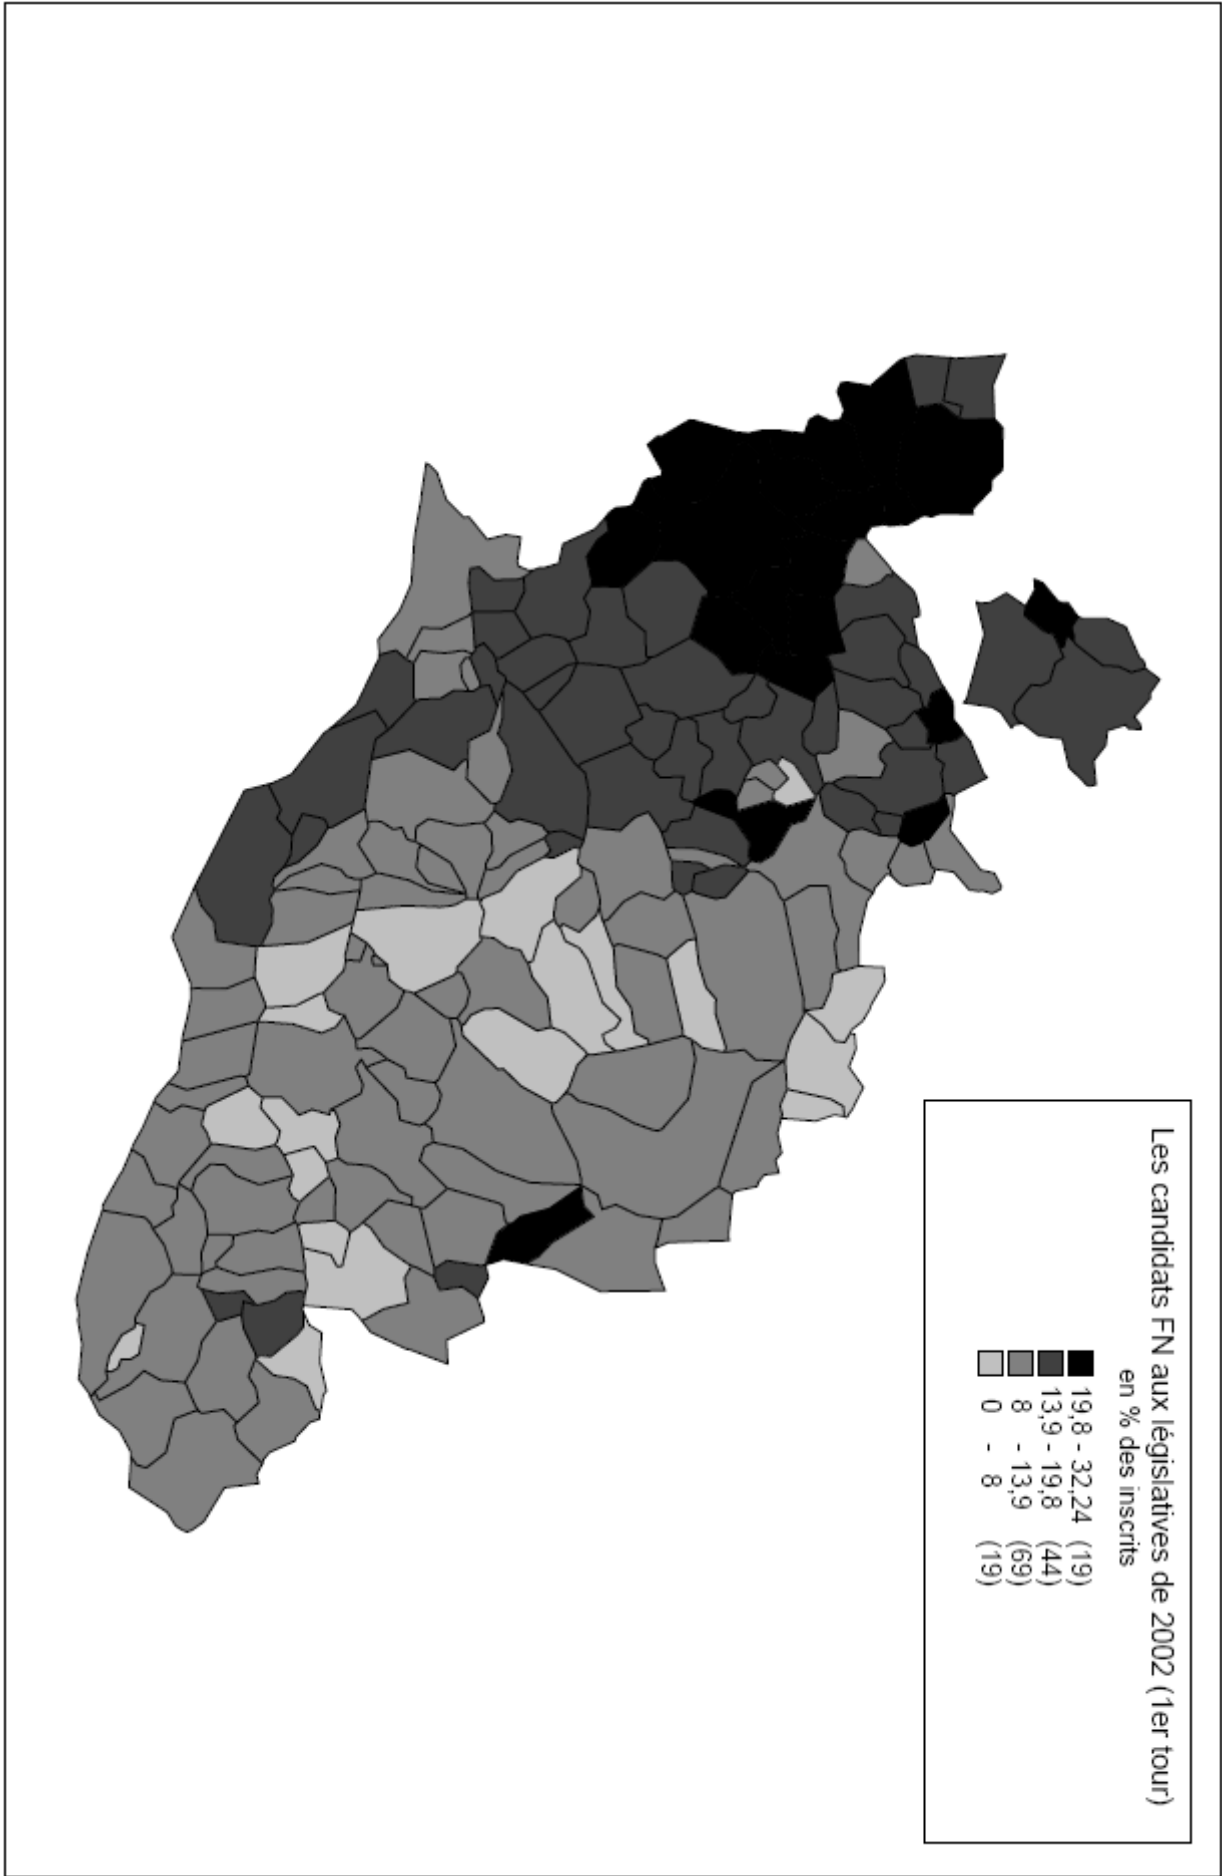 Les candidats FN aux législatives de 2002 (1er tour)
en % des inscrits
19,8 - 32,24 (19)
13,9 - 19,8 (44)
8 - 13,9 (69)
0 - 8 (19)